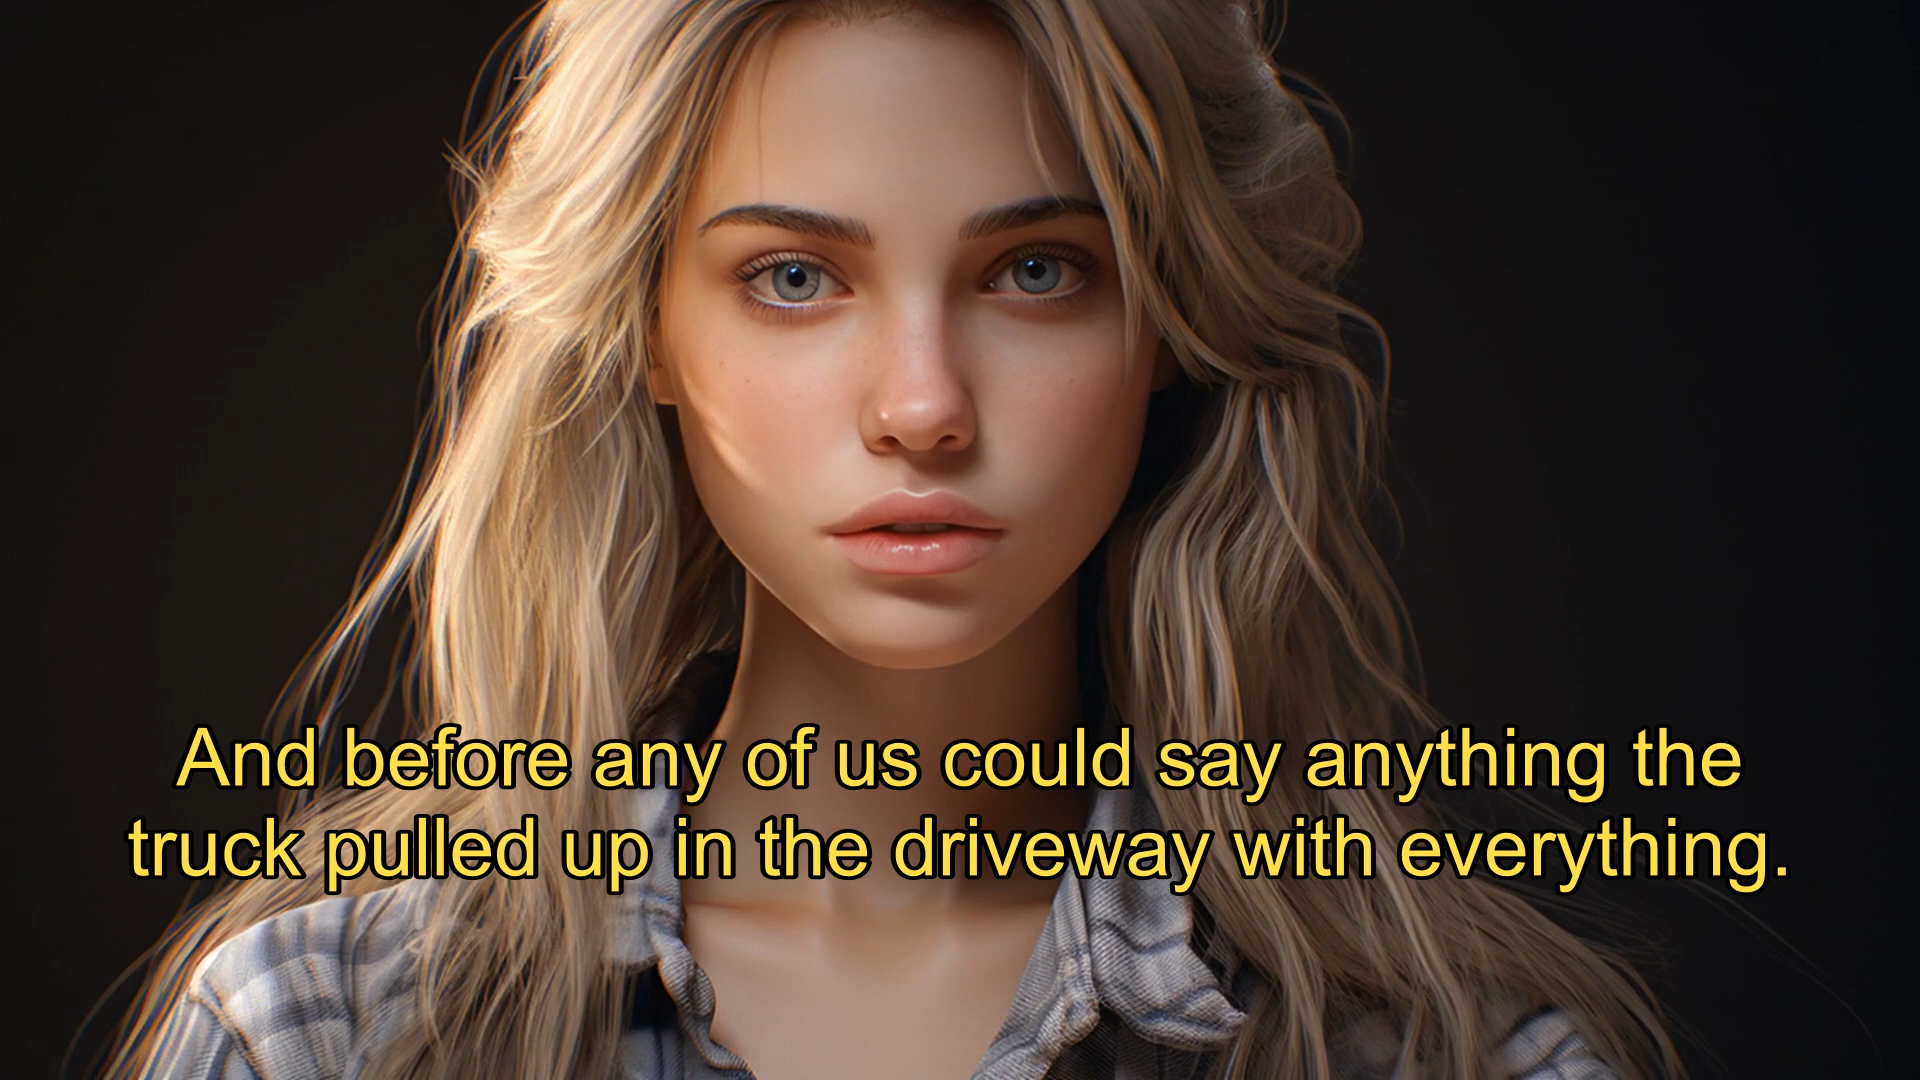 And before any of us could say anything the
truck pulled up in the driveway with everything.